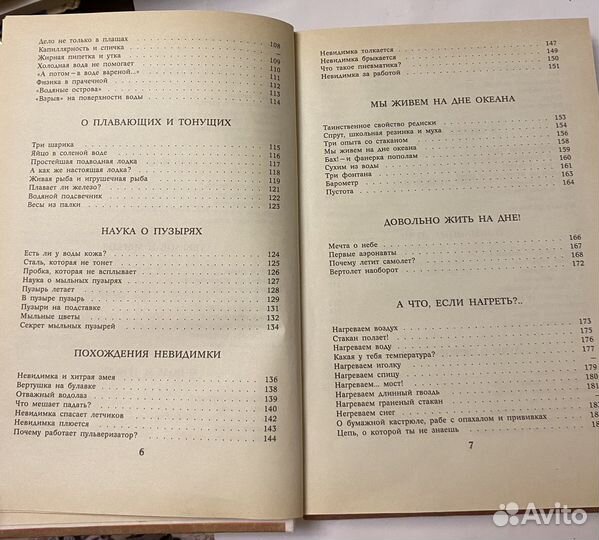 Дело не только в плащах 108
Капиллярность и спичка —
Жирная пипетка и утка 109
Холодная вода не помогает 110
«А потом — в воде вареной...» 111
Физика в прачечной 112
«Водяные острова» 113
«Взрыв» на поверхности воды 114
О ПЛАВАЮЩИХ И ТОНУЩИХ
Три шарика 115
Яйцо в соленой воде 116
Простейшая подводная лодка 117
А как же настоящая лодка? 118
Живая рыба и игрушечная рыба 119
Плавает ли железо? 121
Водяной подсвечник 122
Весы из палки 123
НАУКА О ПУЗЫРЯХ
Есть ли у воды кожа? 124
Сталь, которая не тонет 125
Пробка, которая не всплывает 126
Наука о мыльных пузырях 127
Пузырь летает 128
В пузыре пузырь 129
Пузыри на подставке 131
Мыльные цветы 132
Секрет мыльных пузырей 134
ПОХОЖДЕНИЯ НЕВИДИМКИ
Невидимка и хитрая змея 136
Вертушка на булавке 138
Отважный водолаз 139
Что мешает падать? 140
Невидимка спасает летчиков 142
Невидимка плюется 143
Почему работает пульверизатор? 144
6
Невидимка толкается 147
Невидимка брыкается 149
Что такое пневматика? 150
Невидимка за работой 151
МЫ ЖИВЕМ НА ДНЕ ОКЕАНА
Таинственное свойство редиски 153
Спрут, школьная резинка и муха 154
Три опыта со стаканом 156
Мы живем на дне океана 158
Бах! — и фанерка пополам 159
Сухим из воды 160
Три фонтана 161
Барометр 163
Пустота 164
ДОВОЛЬНО ЖИТЬ НА ДНЕ!
Мечта о небе 166
Первые аэронавты 167
Почему летит самолет? 168
Вертолет наоборот 172
А ЧТО, ЕСЛИ НАГРЕТЬ?..
Нагреваем воздух 173
Стакан ползет! 175
Нагреваем воду 176
Какая у тебя температура? 177
Нагреваем иголку —
Нагреваем спицу 179
Нагреваем... мост! 180
Нагреваем длинный гвоздь 181
Нагреваем граненый стакан
Негреваем снег
О бумажной кастрюле, рабе с опахалом и прививках
Цепь, о которой ты не знаешь
7
Avito